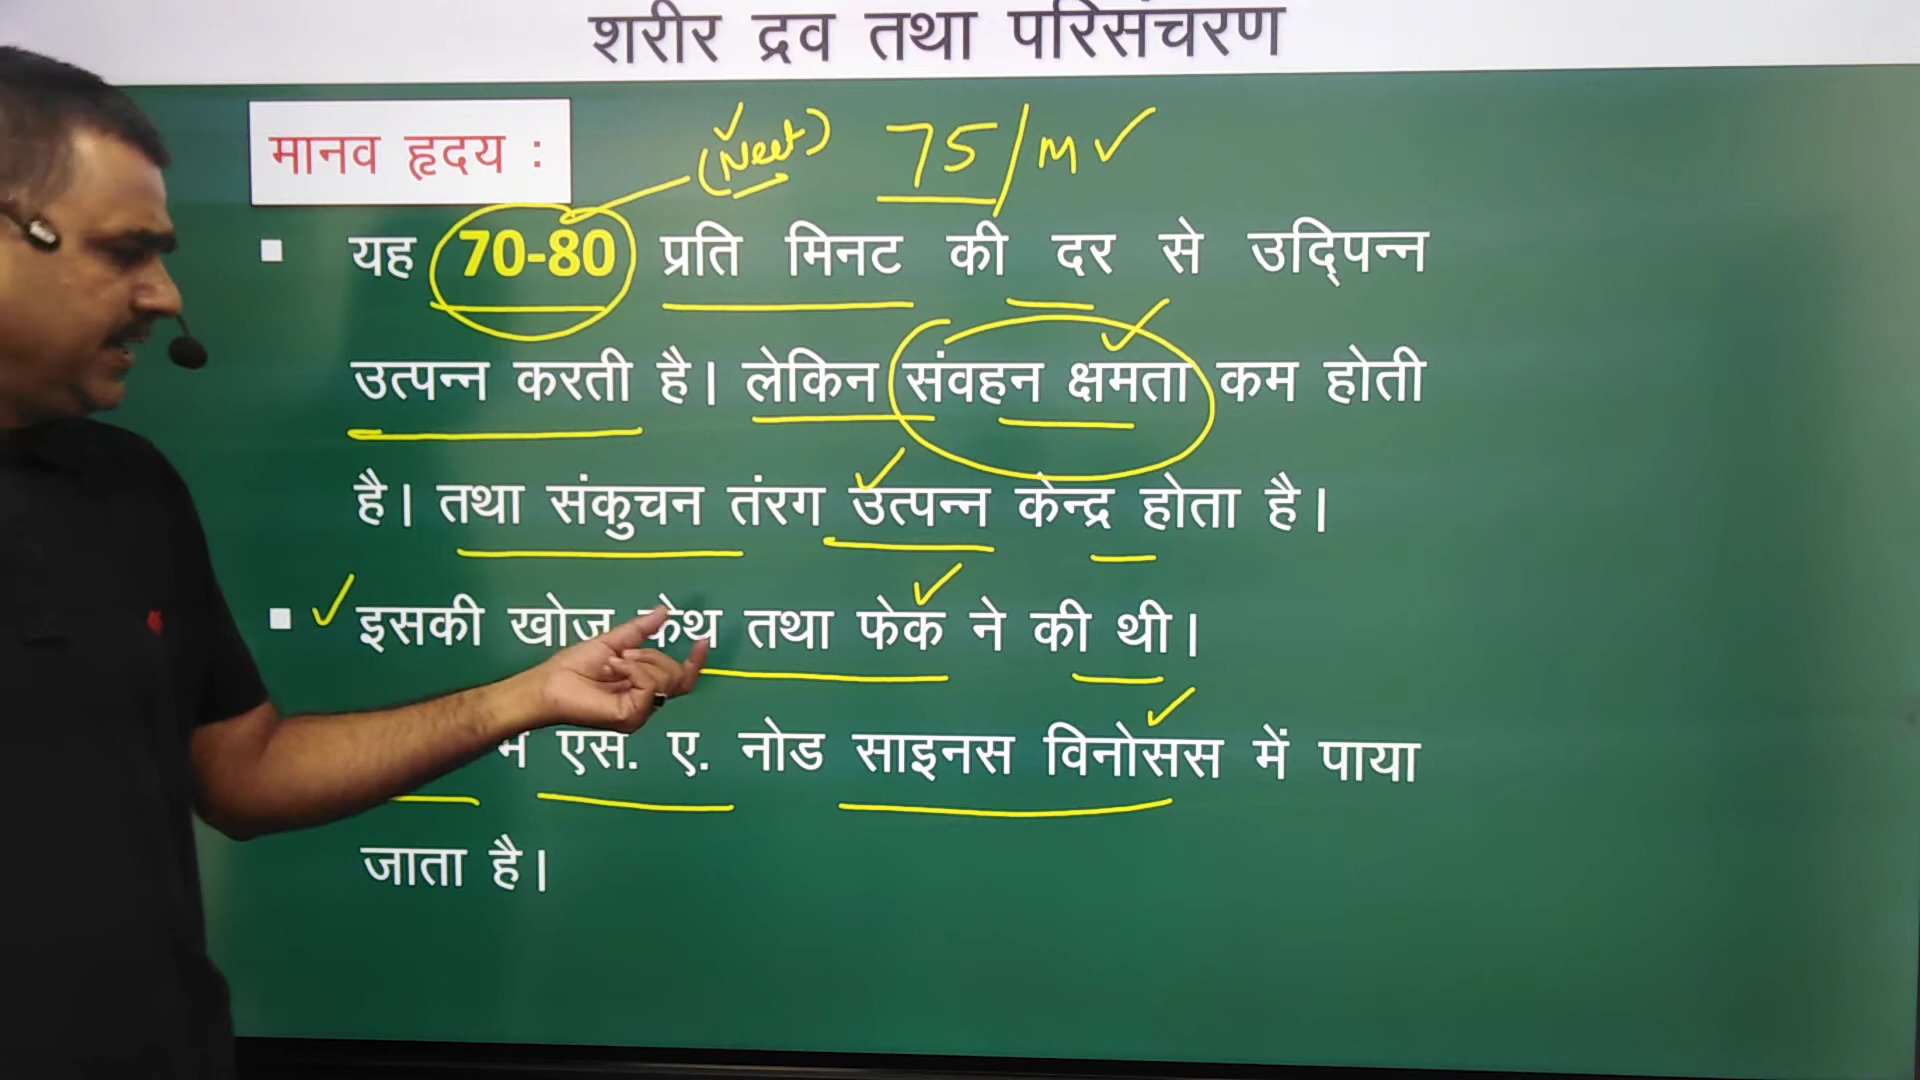 शरीर द्रव तथा परिसंचरण
मानव हृदय :
(Neet) 75/M
यह 70-80 प्रति मिनट की दर से उद्दिपन्न
उत्पन्न करती है। लेकिन संवहन क्षमता कम होती
है। तथा संकुचन तंरग उत्पन्न केन्द्र होता है।
इसकी खोज केथ तथा फेक ने की थी।
में एस. ए. नोड साइनस विनोसस में पाया
जाता है।